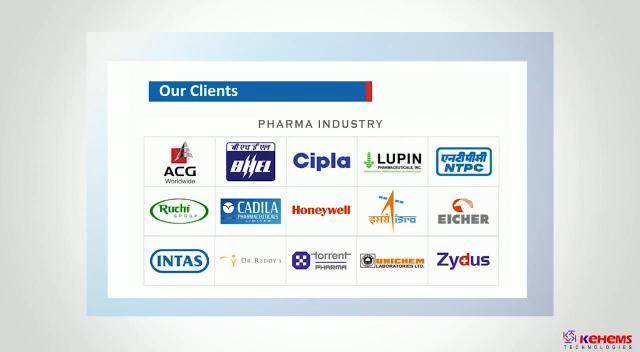 Our Clients
PHARMA INDUSTRY
ACG
Worldwide
बी एच ई एल
BHEL
Cipla
LUPIN
PHARMACEUTICALS, INC.
एनटीपीसी
NTPC
Ruchi
GROUP
CADILA
PHARMACEUTICALS
LIMITED
Honeywell
इसरो isro
EICHER
INTAS
DR.REDDY'S
torrent
PHARMA
UNICHEM
LABORATORIES LTD.
Zydus
KEHEMS
TECHNOLOGIES